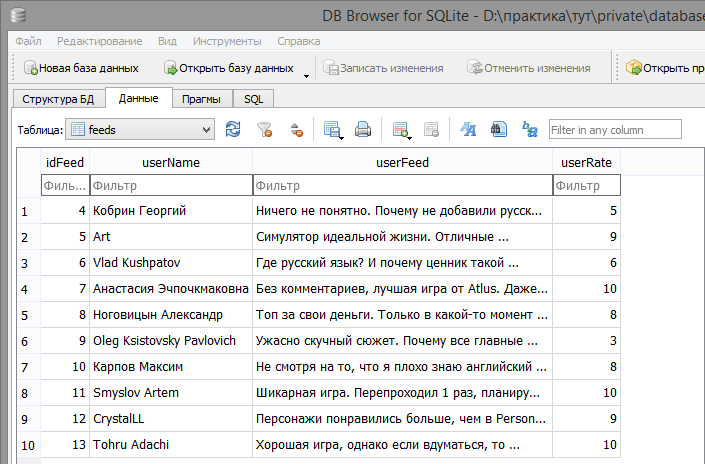 DB Browser for SQLite - D:\практика\тут\private\database
Файл Редактирование Вид Инструменты Справка
Новая база данных Открыть базу данных Записать изменения Отменить изменения Открыть пр
Структура БД Данные Прагмы SQL
Таблица: feeds Filter in any column
idFeed userName userFeed userRate
Филь... Фильтр Фильтр Фильтр
1 4 Кобрин Георгий Ничего не понятно. Почему не добавили русск... 5
2 5 Art Симулятор идеальной жизни. Отличные ... 9
3 6 Vlad Kushpatov Где русский язык? И почему ценник такой ... 6
4 7 Анастасия Эчпочкмаковна Без комментариев, лучшая игра от Atlus. Даже... 10
5 8 Ноговицын Александр Топ за свои деньги. Только в какой-то момент ... 8
6 9 Oleg Ksistovsky Pavlovich Ужасно скучный сюжет. Почему все главные ... 3
7 10 Карпов Максим Не смотря на то, что я плохо знаю английский ... 8
8 11 Smyslov Artem Шикарная игра. Перепроходил 1 раз, планиру... 10
9 12 CrystalLL Персонажи понравились больше, чем в Person... 9
10 13 Tohru Adachi Хорошая игра, однако если вдуматься, то ... 10